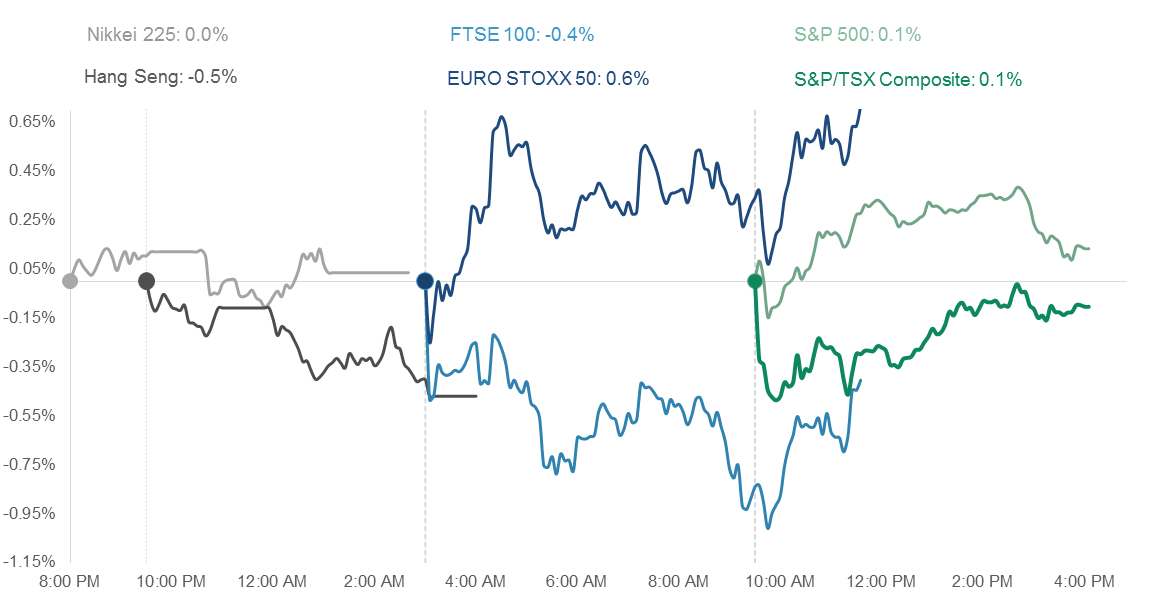 Nikkei 225: 0.0%
FTSE 100: -0.4%
S&P 500: 0.1%
Hang Seng: -0.5%
EURO STOXX 50: 0.6%
S&P/TSX Composite: 0.1%
0.65%
0.45%
0.25%
0.05%
-0.15%
-0.35%
-0.55%
-0.75%
-0.95%
-1.15%
8:00 PM 10:00 PM 12:00 AM 2:00 AM 4:00 AM 6:00 AM 8:00 AM 10:00 AM 12:00 PM 2:00 PM 4:00 PM